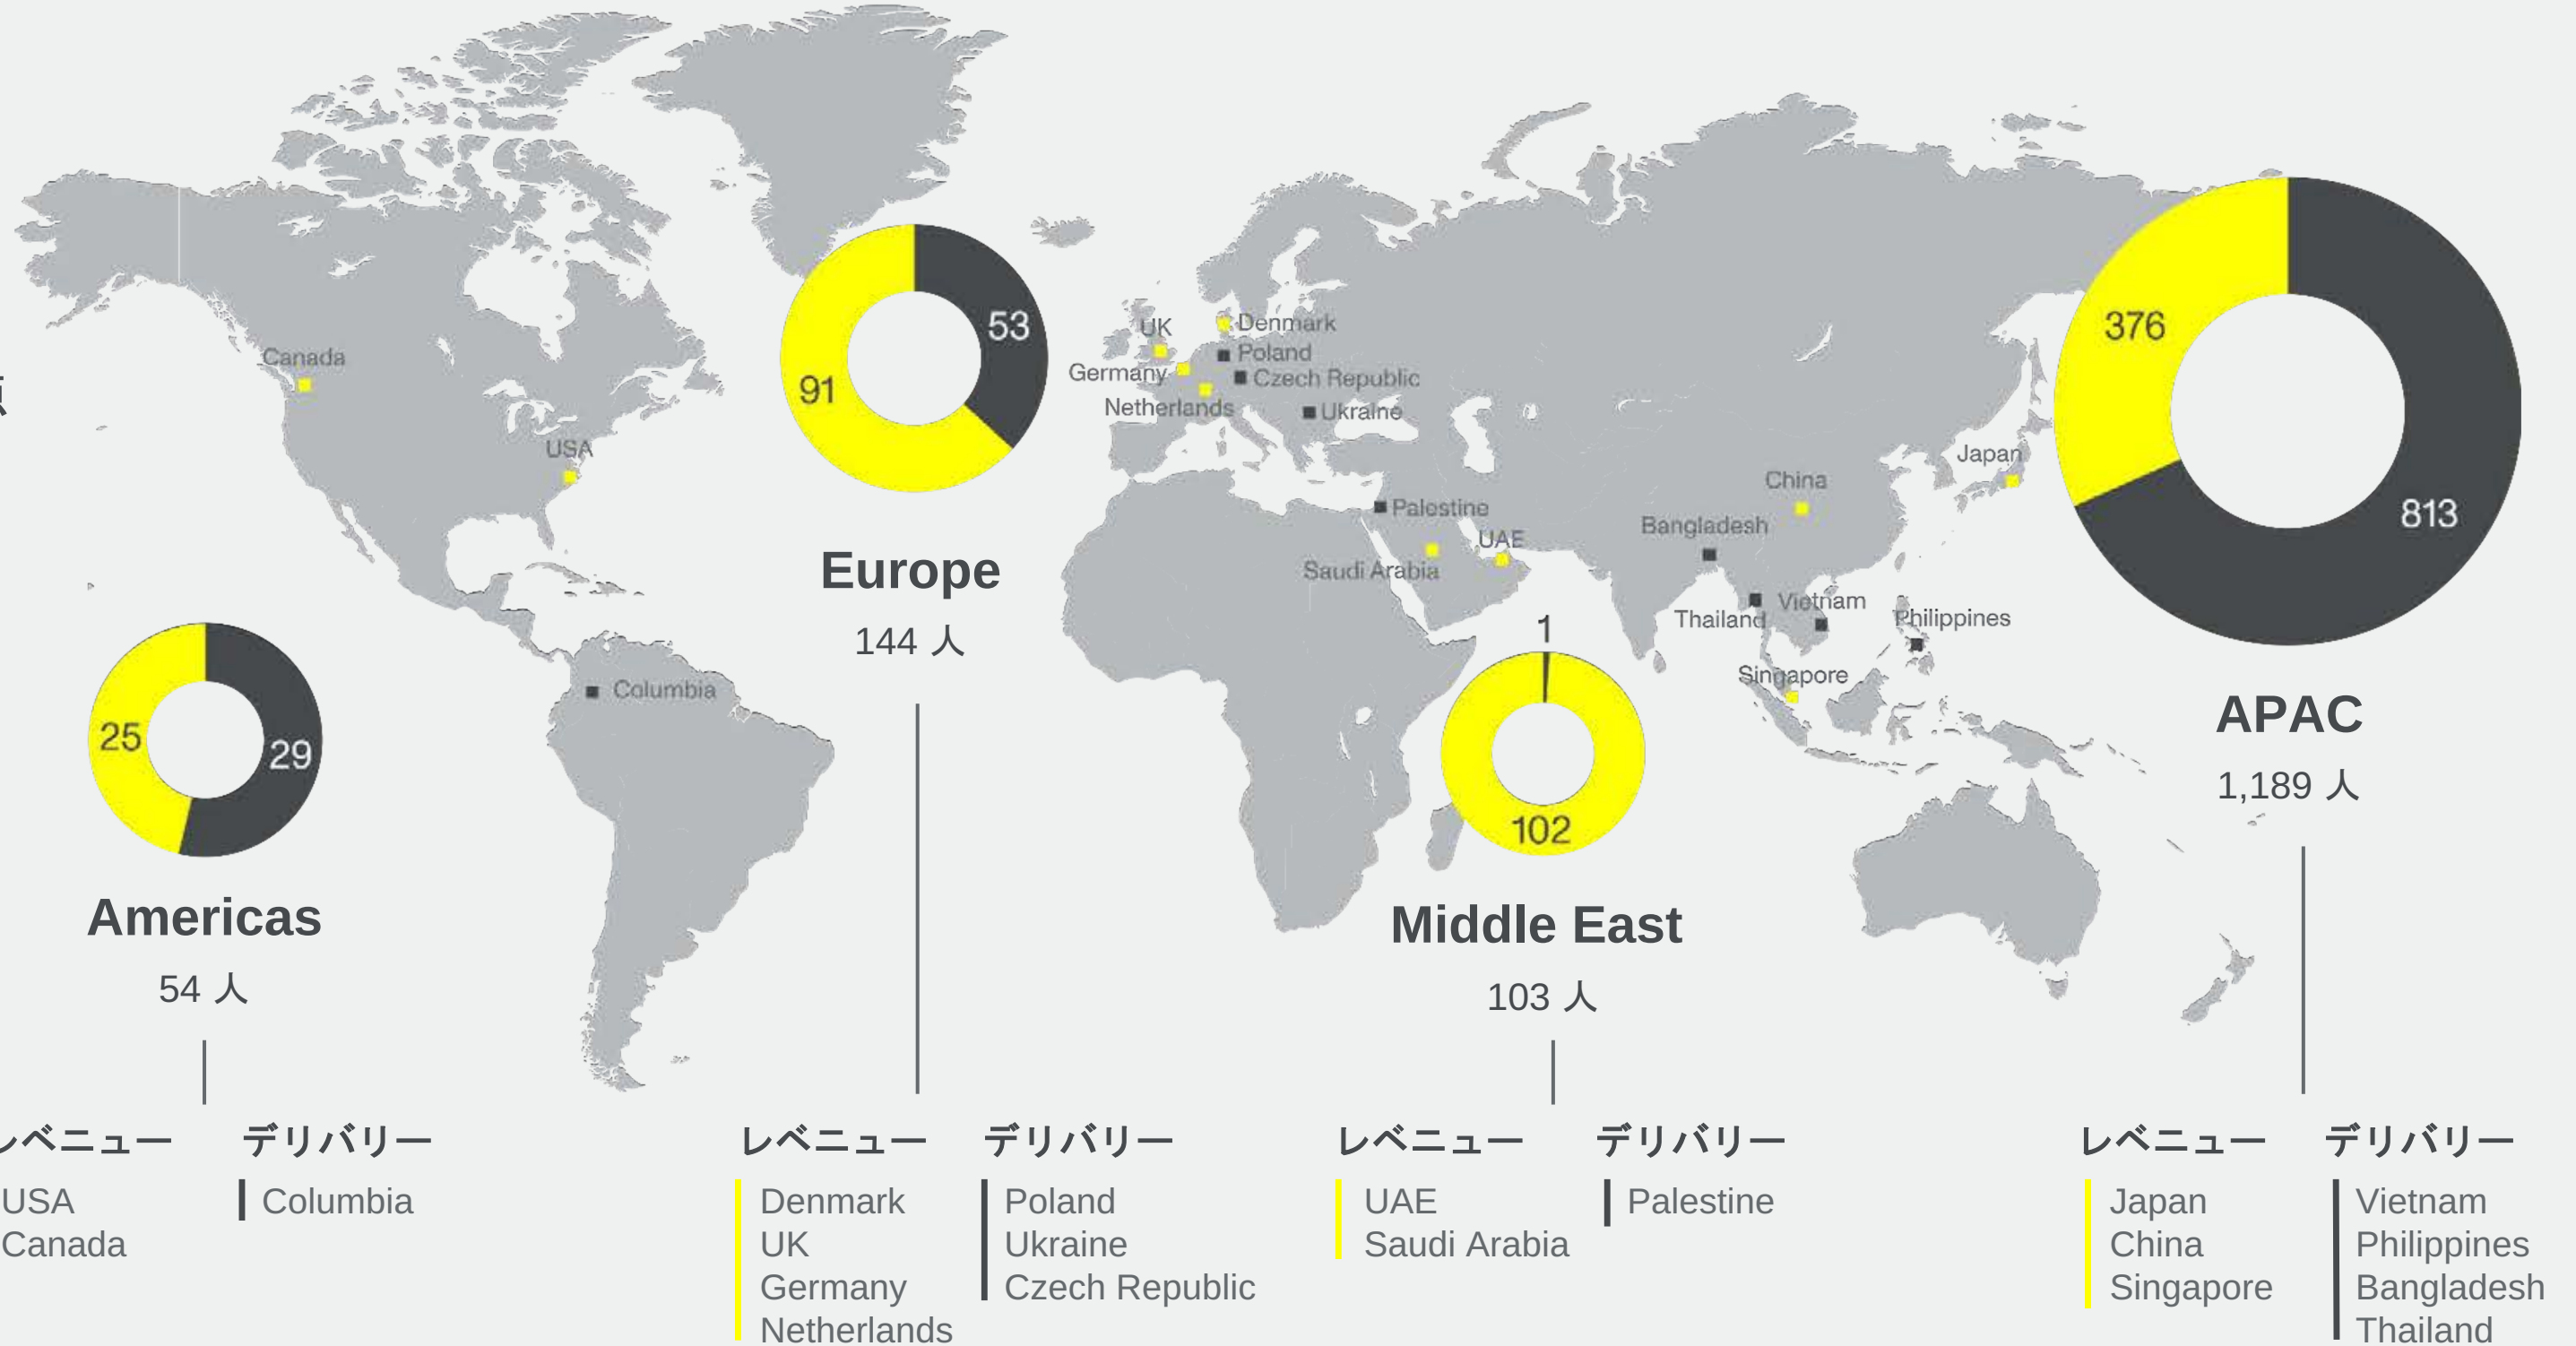 Canada
USA
Columbia
UK
Denmark
Poland
Germany
Czech Republic
Netherlands
Ukraine
Palestine
UAE
Saudi Arabia
China
Japan
Bangladesh
Thailand
Vietnam
Philippines
Singapore
25
29
Americas
54 人
レベニュー
USA
Canada
デリバリー
Columbia
53
91
Europe
144 人
レベニュー
Denmark
UK
Germany
Netherlands
デリバリー
Poland
Ukraine
Czech Republic
1
102
Middle East
103 人
レベニュー
UAE
Saudi Arabia
デリバリー
Palestine
376
813
APAC
1,189 人
レベニュー
Japan
China
Singapore
デリバリー
Vietnam
Philippines
Bangladesh
Thailand